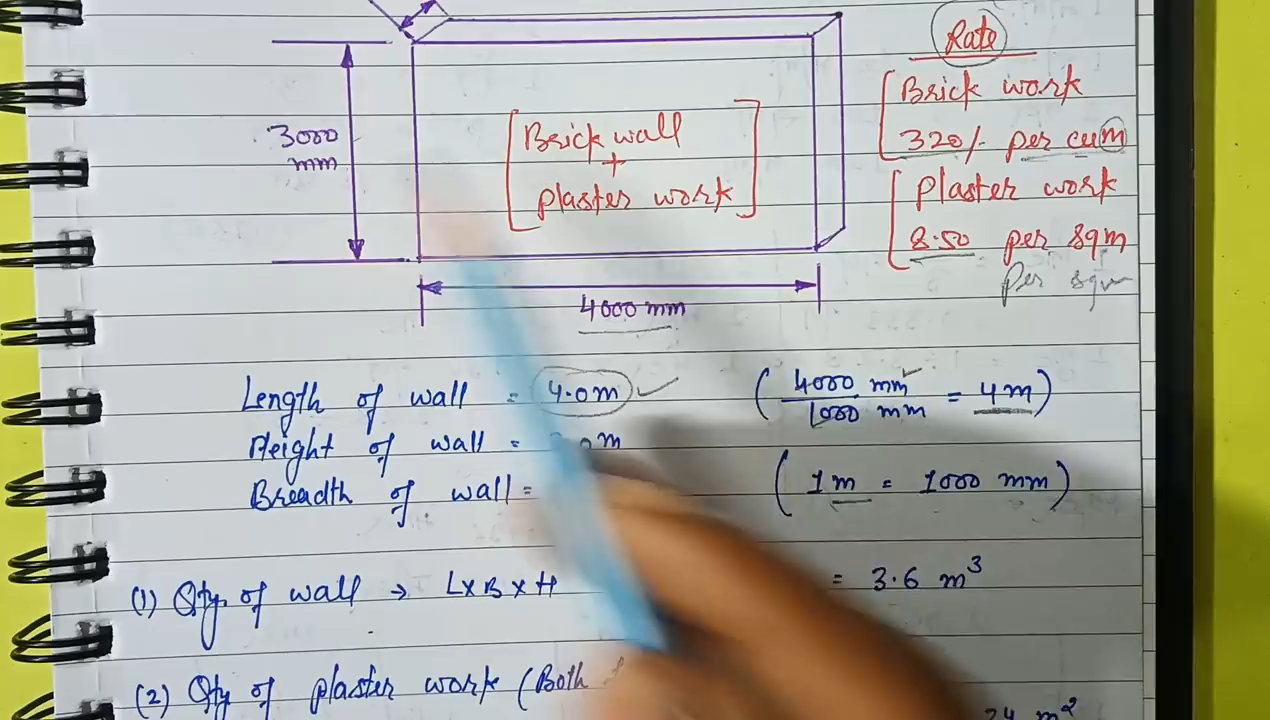 Rate
Brick work
320/- per cum
Plaster work
8.50 per sqm
per sqm
3000
mm
Brick wall
+
plaster work
4000 mm
Length of wall = 4.0m ✓ (4000 mm / 1000 mm = 4m)
Height of wall = m
Breadth of wall = (1m = 1000 mm)
(1) Qty. of wall → L×B×H = 3.6 m³
(2) Qty of plaster work (Both
24 m²